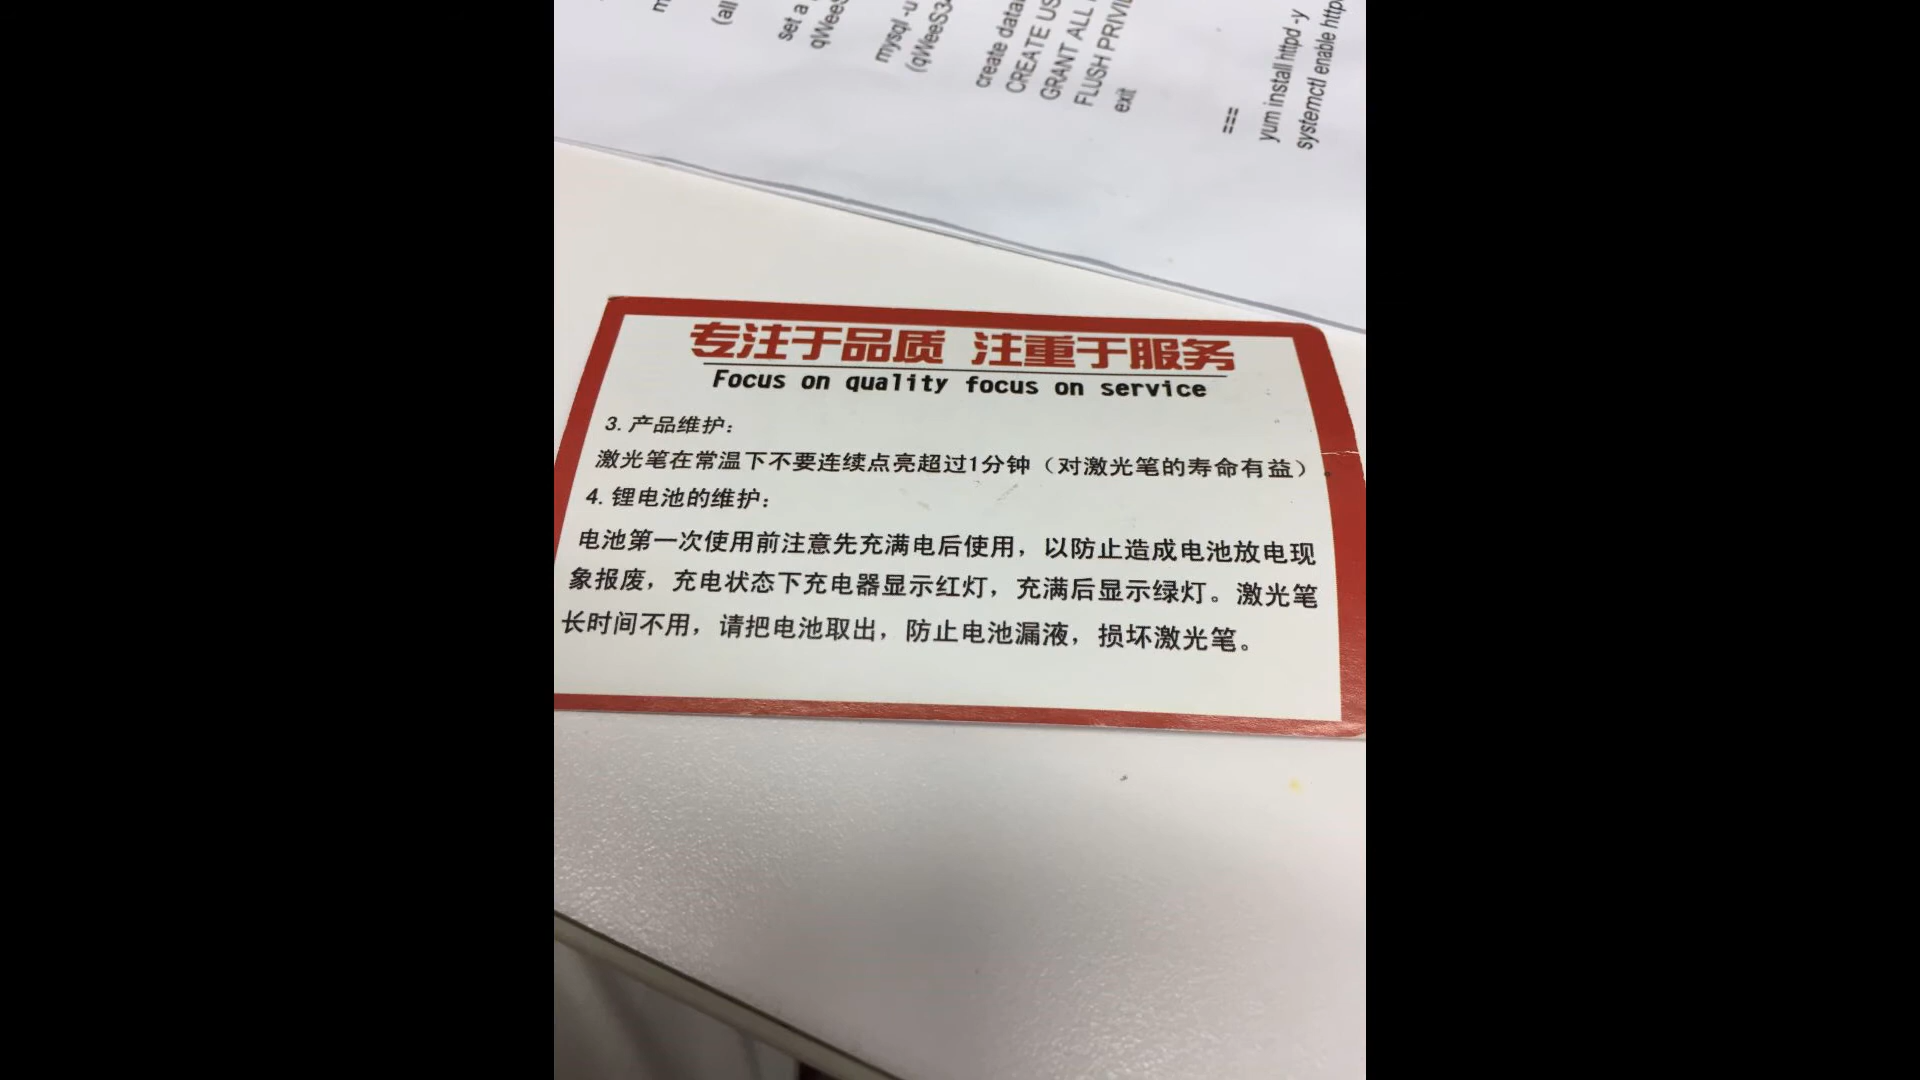 (all
set a
mysql -u
CREATE
GRANT ALL
FLUSH
exit
===
yum install httpd -y
systemctl enable
专注于品质 注重于服务
Focus on quality focus on service
3. 产品维护：
激光笔在常温下不要连续点亮超过1分钟（对激光笔的寿命有益）.
4. 锂电池的维护：
电池第一次使用前注意先充满电后使用，以防止造成电池放电现
象报废，充电状态下充电器显示红灯，充满后显示绿灯。激光笔
长时间不用，请把电池取出，防止电池漏液，损坏激光笔。